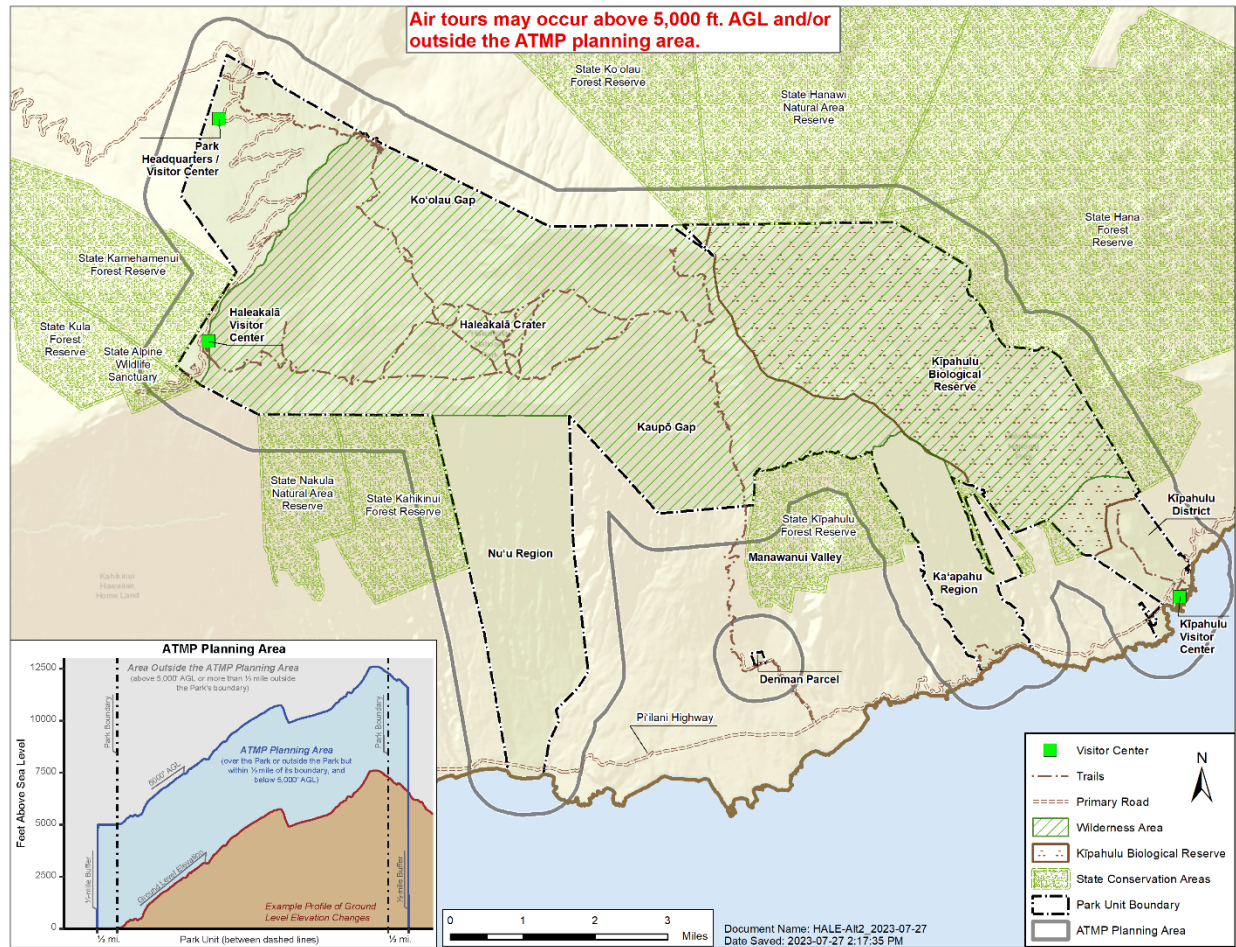 Air tours may occur above 5,000 ft. AGL and/or
outside the ATMP planning area.
State Koʻolau
Forest Reserve
State Hanawi
Natural Area
Reserve
Park
Headquarters /
Visitor Center
Koʻolau Gap
State Hana
Forest
Reserve
State Kamehamenui
Forest Reserve
Haleakalā
Visitor
Center
State Kula
Forest
Reserve
State Alpine
Wildlife
Sanctuary
Haleakalā Crater
Kīpahulu
Biological
Reserve
Kaupō Gap
State Nakula
Natural Area
Reserve
State Kahikinui
Forest Reserve
Kīpahulu
District
State Kīpahulu
Forest Reserve
Manawanui Valley
Nuʻu Region
Kaʻapahu
Region
Kahikinui
Hawaiian
Home Land
Kīpahulu
Visitor
Center
Denman Parcel
Piʻilani Highway
ATMP Planning Area
Area Outside the ATMP Planning Area
(above 5,000' AGL or more than ½ mile outside
the Park's boundary)
Park Boundary
Park Boundary
ATMP Planning Area
(over the Park or outside the Park but
within ½ mile of its boundary, and
below 5,000' AGL)
5000' AGL
Ground Level Elevation
½-mile Buffer
½-mile Buffer
Example Profile of Ground
Level Elevation Changes
Feet Above Sea Level
12500
10000
7500
5000
2500
0
½ mi.
Park Unit (between dashed lines)
½ mi.
0 1 2 3
Miles
Document Name: HALE-Alt2_2023-07-27
Date Saved: 2023-07-27 2:17:35 PM
N
Visitor Center
Trails
Primary Road
Wilderness Area
Kīpahulu Biological Reserve
State Conservation Areas
Park Unit Boundary
ATMP Planning Area